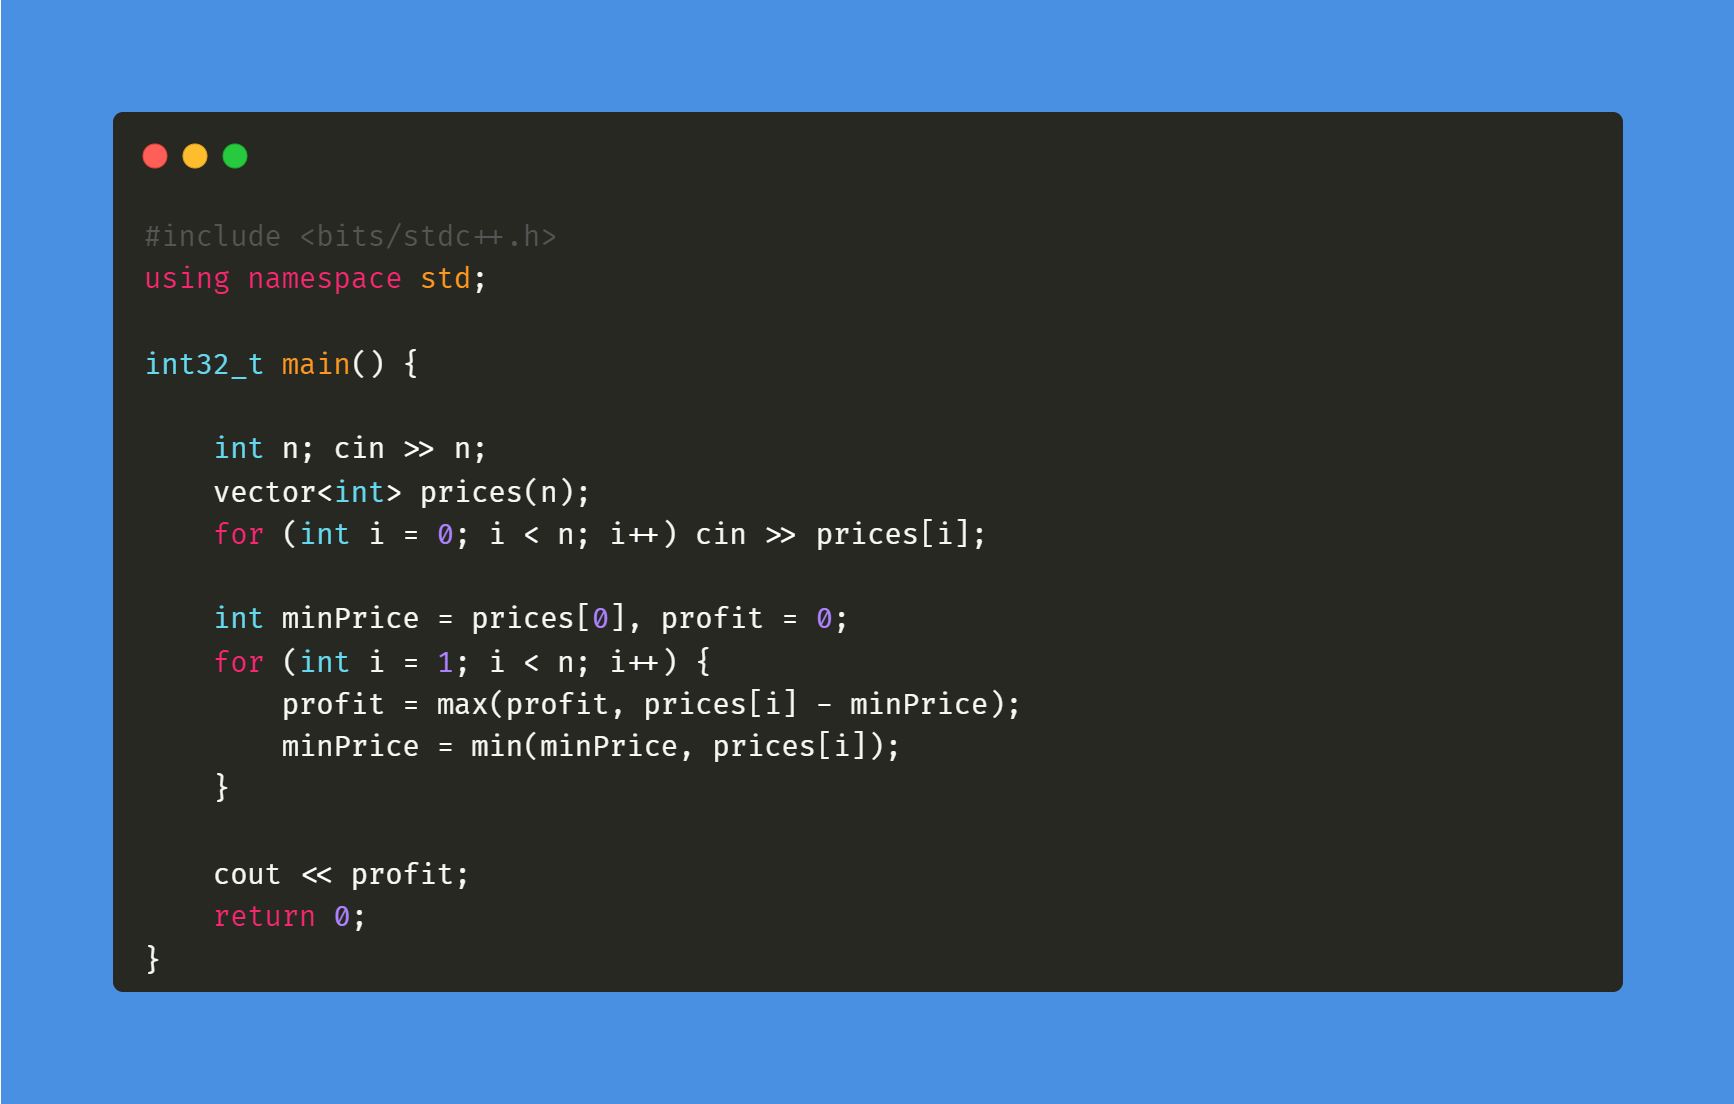 #include <bits/stdc++.h>
using namespace std;

int32_t main() {

    int n; cin >> n;
    vector<int> prices(n);
    for (int i = 0; i < n; i++) cin >> prices[i];

    int minPrice = prices[0], profit = 0;
    for (int i = 1; i < n; i++) {
        profit = max(profit, prices[i] - minPrice);
        minPrice = min(minPrice, prices[i]);
    }

    cout << profit;
    return 0;
}